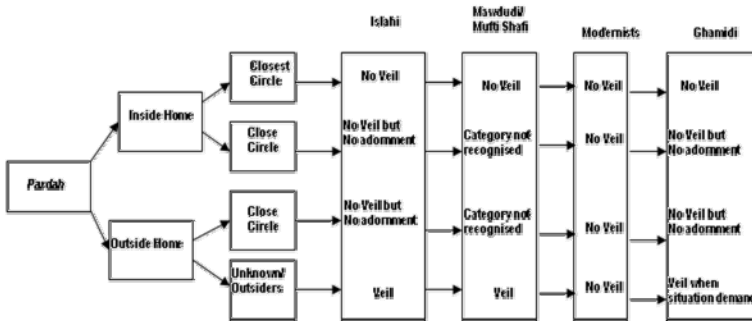 Islahi
Mawdudi/
Mufti Shafi
Modernists
Ghamidi
Pardah
Inside Home
Outside Home
Closest
Circle
No Veil
No Veil
No Veil
No Veil
Close
Circle
No Veil but
No adornment
Category not
recognised
No Veil
No Veil but
No adornment
Close
Circle
No Veil but
No adornment
Category not
recognised
No Veil
No Veil but
No adornment
Unknown/
Outsiders
Veil
Veil
No Veil
Veil when
situation demand